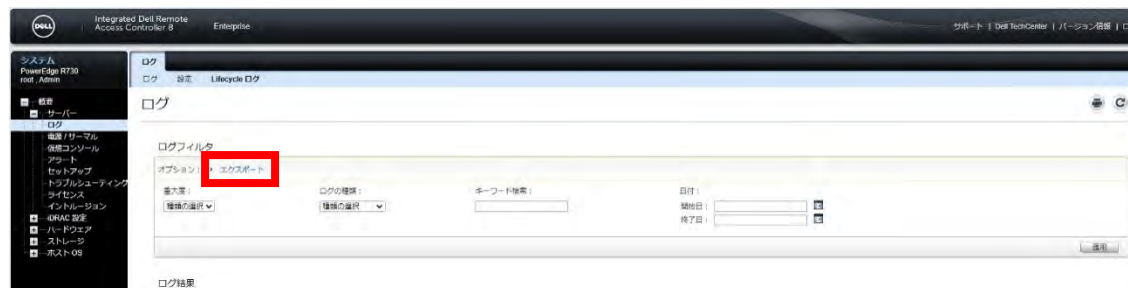 DELL
Integrated Dell Remote
Access Controller 8
Enterprise
サポート | Dell TechCenter | バージョン情報 | ロ
システム
PowerEdge R730
root , Admin
概要
サーバー
ログ
電源 / サーマル
仮想コンソール
アラート
セットアップ
トラブルシューティング
ライセンス
イントルージョン
iDRAC 設定
ハードウェア
ストレージ
ホスト OS
ログ
ログ 設定 Lifecycle ログ
ログ
ログフィルタ
オプション : エクスポート
重大度 : ログの種類 : キーワード検索 : 日付 :
種類の選択 種類の選択 開始日 :
終了日 :
適用
ログ結果